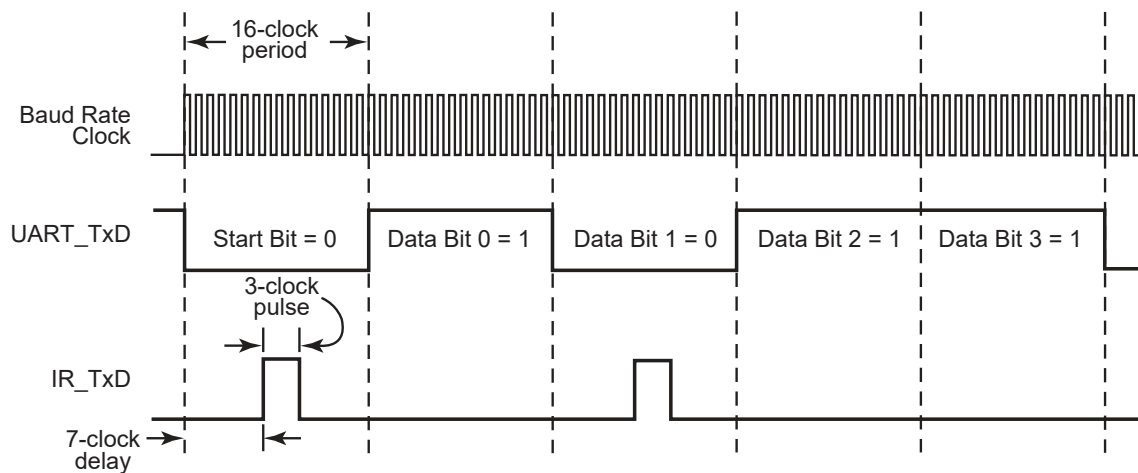 16-clock
period
Baud Rate
Clock
UART_TxD
Start Bit = 0
Data Bit 0 = 1
Data Bit 1 = 0
Data Bit 2 = 1
Data Bit 3 = 1
3-clock
pulse
IR_TxD
7-clock
delay